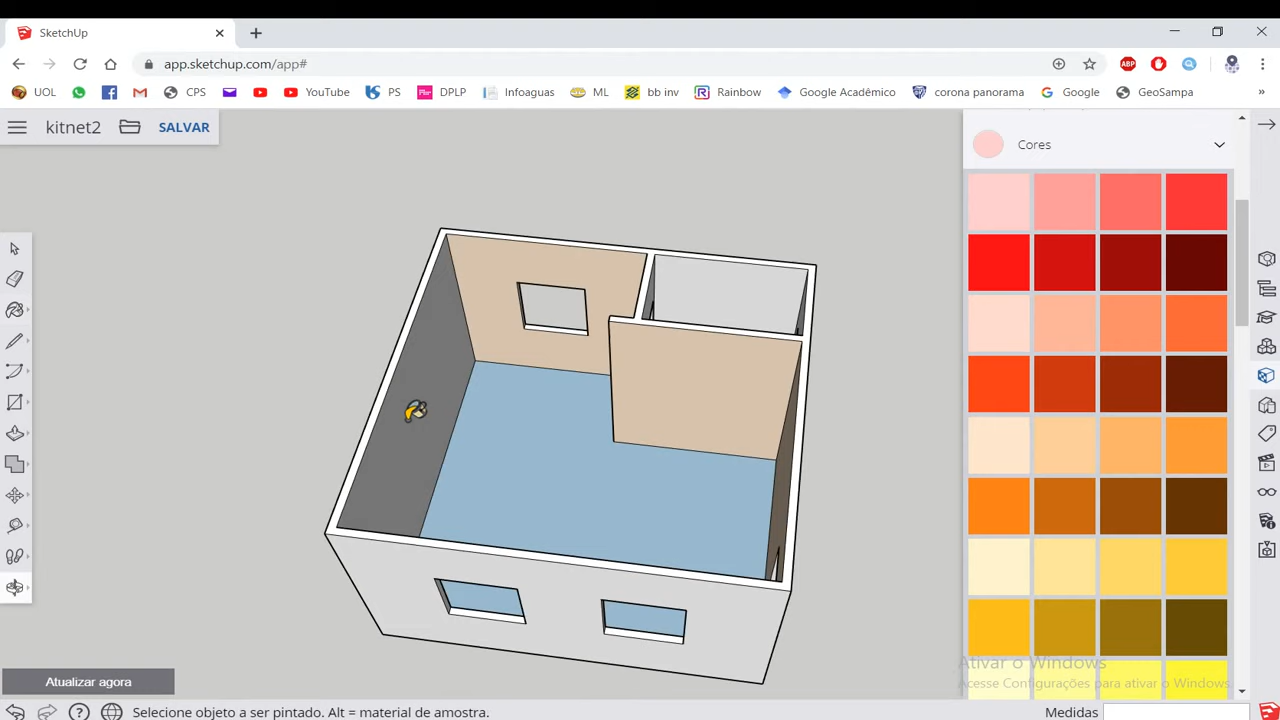 SketchUp
app.sketchup.com/app#
ABP
UOL CPS YouTube PS DPLP Infoaguas ML bb inv Rainbow Google Acadêmico corona panorama Google GeoSampa »
kitnet2 SALVAR
Cores
Ativar o Windows
Acesse Configurações para ativar o Windows.
Atualizar agora
Selecione objeto a ser pintado. Alt = material de amostra.
Medidas